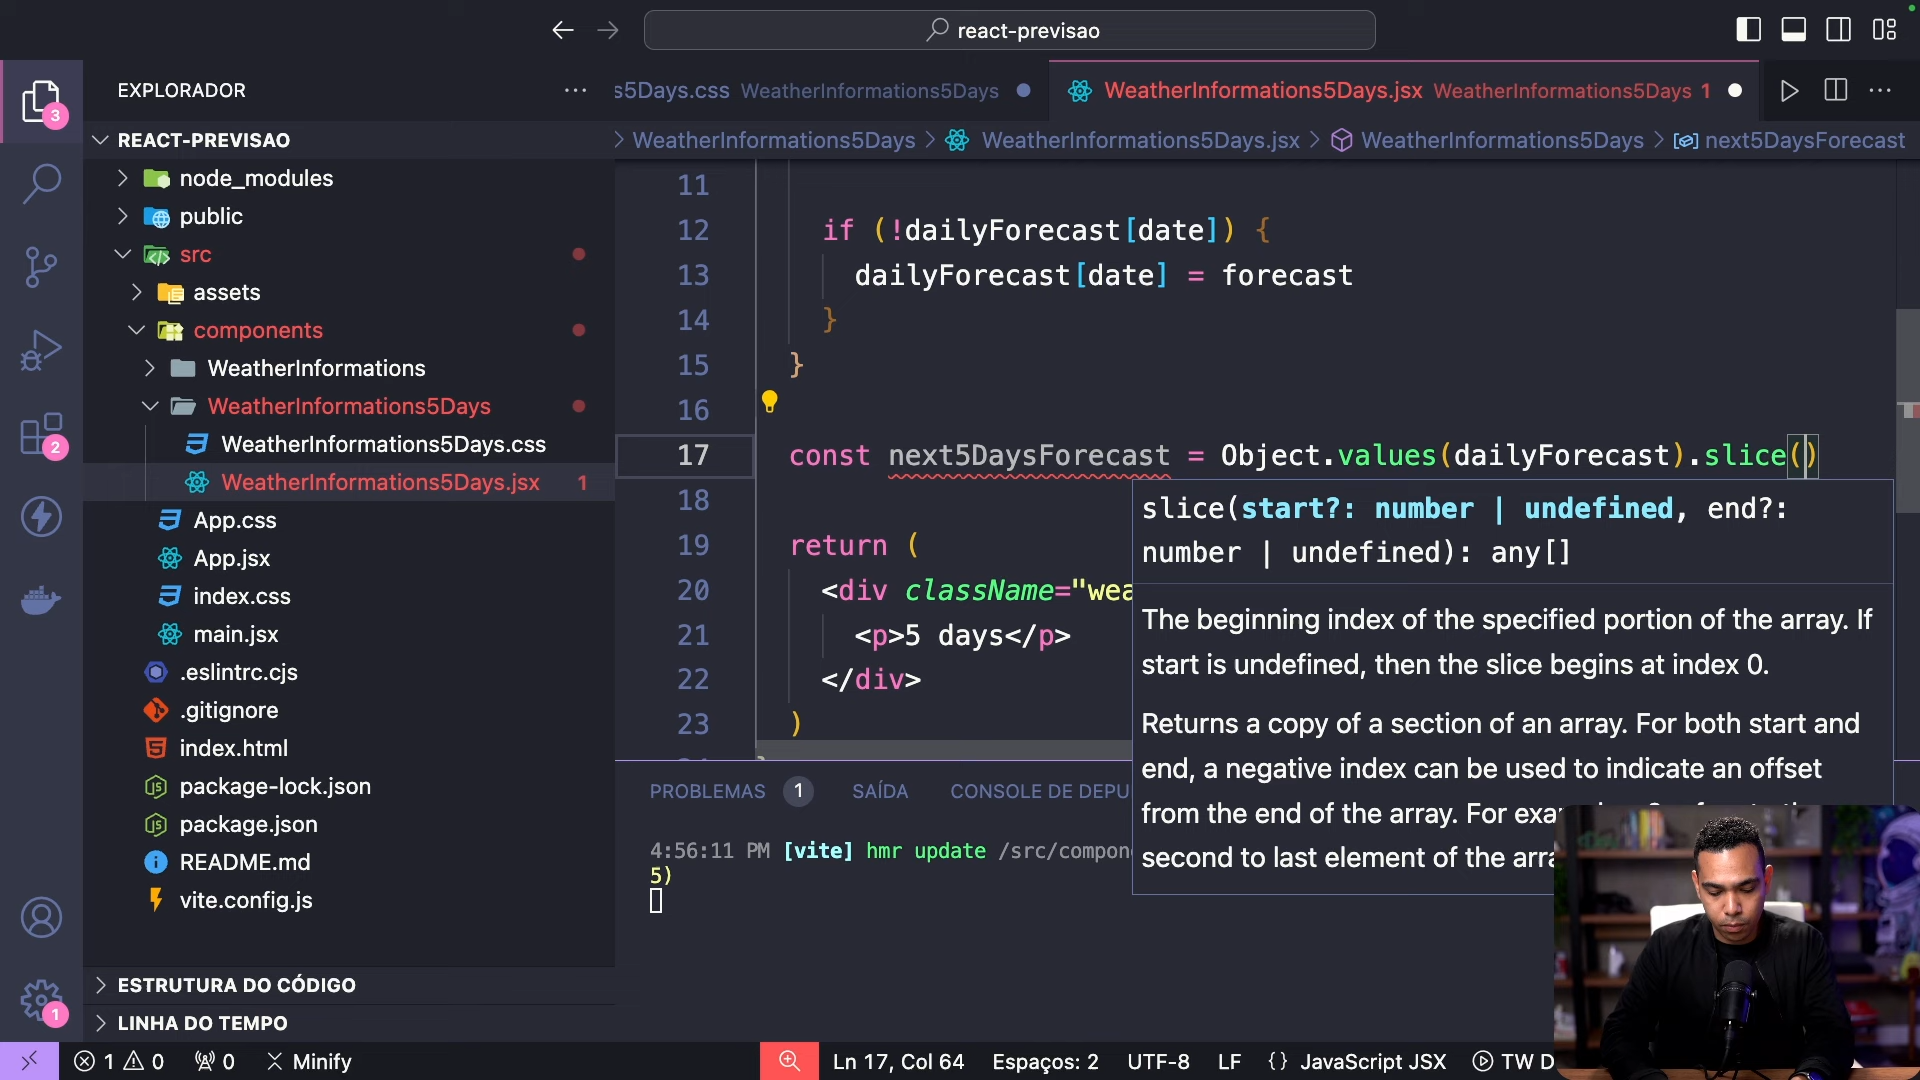 react-previsao
EXPLORADOR
s5Days.css WeatherInformations5Days
WeatherInformations5Days.jsx WeatherInformations5Days 1
REACT-PREVISAO
WeatherInformations5Days
WeatherInformations5Days.jsx
WeatherInformations5Days
next5DaysForecast
3
node_modules
public
src
assets
components
WeatherInformations
WeatherInformations5Days
WeatherInformations5Days.css
WeatherInformations5Days.jsx 1
App.css
App.jsx
index.css
main.jsx
.eslintrc.cjs
.gitignore
index.html
package-lock.json
package.json
README.md
vite.config.js
2
1
ESTRUTURA DO CÓDIGO
LINHA DO TEMPO
11
12 if (!dailyForecast[date]) {
13 dailyForecast[date] = forecast
14 }
15 }
16
17 const next5DaysForecast = Object.values(dailyForecast).slice()
18
19 return (
20 <div className="wea
21 <p>5 days</p>
22 </div>
23 )
slice(start?: number | undefined, end?:
number | undefined): any[]
The beginning index of the specified portion of the array. If
start is undefined, then the slice begins at index 0.
Returns a copy of a section of an array. For both start and
end, a negative index can be used to indicate an offset
from the end of the array. For
second to last element of the
PROBLEMAS 1 SAÍDA CONSOLE DE DEPU
4:56:11 PM [vite] hmr update /src/compon
5)
1 0 0 Minify
Ln 17, Col 64 Espaços: 2 UTF-8 LF {} JavaScript JSX TW D